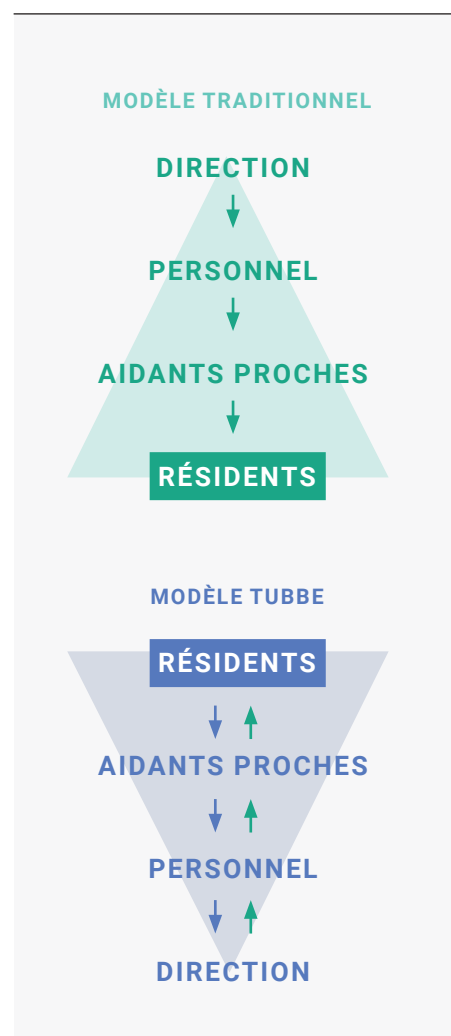 MODÈLE TRADITIONNEL
DIRECTION
PERSONNEL
AIDANTS PROCHES
RÉSIDENTS
MODÈLE TUBBE
RÉSIDENTS
AIDANTS PROCHES
PERSONNEL
DIRECTION